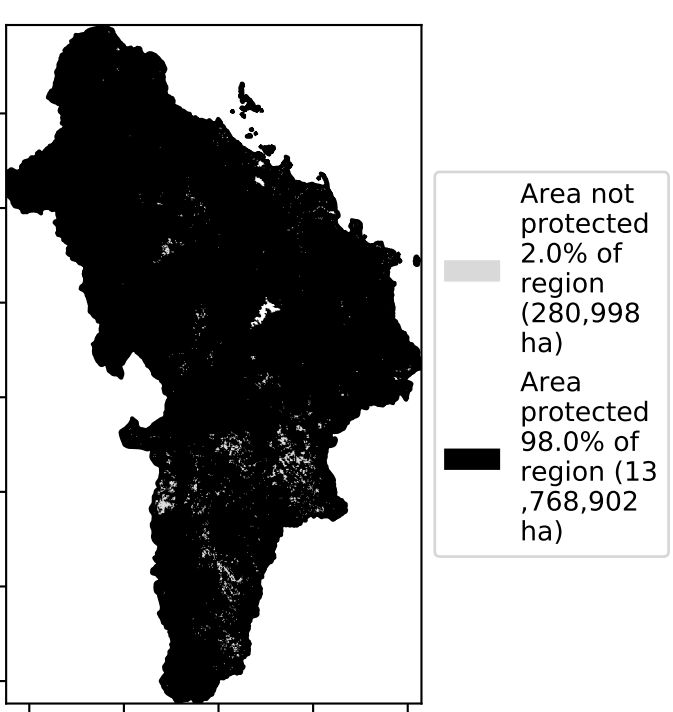 Area not
protected
2.0% of
region
(280,998
ha)
Area
protected
98.0% of
region (13
,768,902
ha)